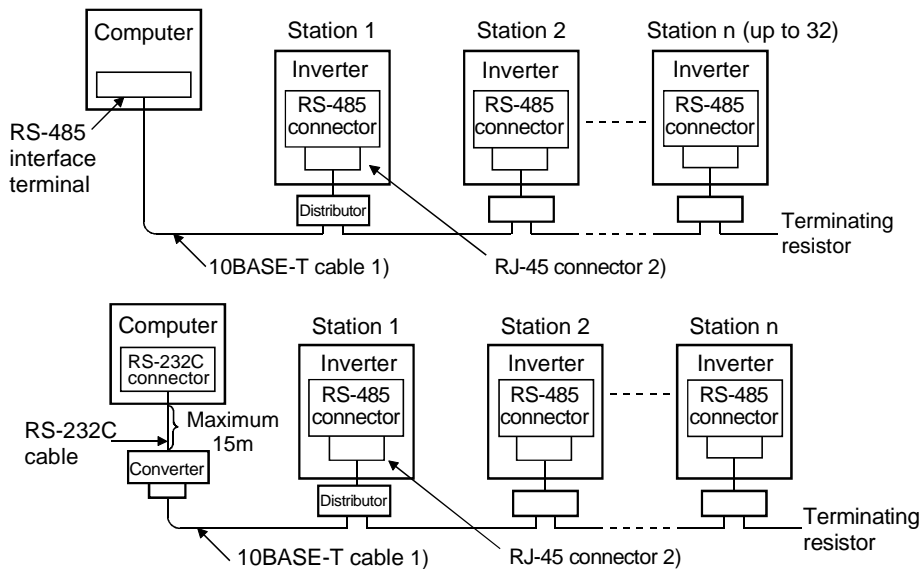 Computer
Station 1
Station 2
Station n (up to 32)
Inverter
Inverter
Inverter
RS-485
connector
RS-485
connector
RS-485
connector
RS-485
interface
terminal
Distributor
Terminating
resistor
10BASE-T cable 1)
RJ-45 connector 2)
Computer
Station 1
Station 2
Station n
Inverter
Inverter
Inverter
RS-232C
connector
RS-485
connector
RS-485
connector
RS-485
connector
Maximum
15m
RS-232C
cable
Converter
Distributor
Terminating
resistor
10BASE-T cable 1)
RJ-45 connector 2)